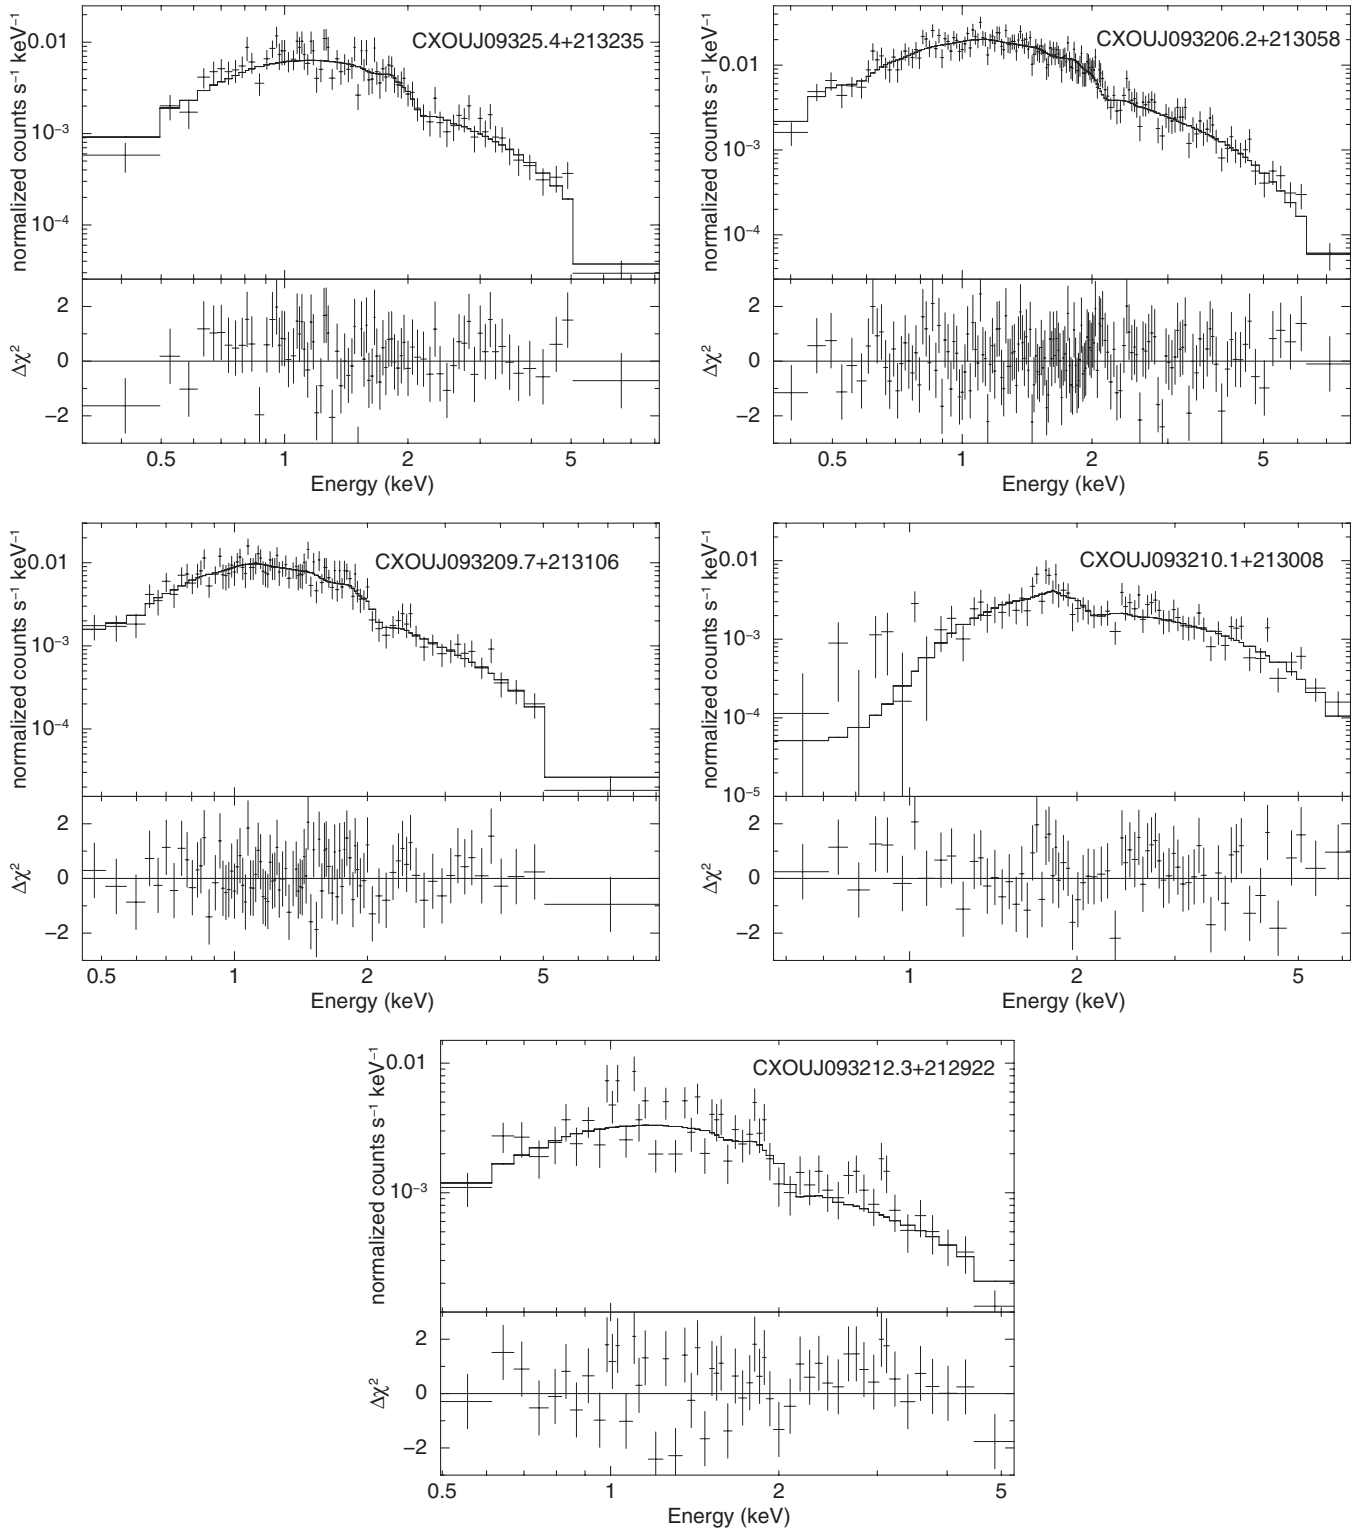 CXOUJ09325.4+213235
normalized counts s⁻¹ keV⁻¹
0.01
10⁻³
10⁻⁴
Δχ²
2
0
−2
0.5 1 2 5
Energy (keV)
CXOUJ093206.2+213058
normalized counts s⁻¹ keV⁻¹
0.01
10⁻³
10⁻⁴
Δχ²
2
0
−2
0.5 1 2 5
Energy (keV)
CXOUJ093209.7+213106
normalized counts s⁻¹ keV⁻¹
0.01
10⁻³
10⁻⁴
Δχ²
2
0
−2
0.5 1 2 5
Energy (keV)
CXOUJ093210.1+213008
normalized counts s⁻¹ keV⁻¹
0.01
10⁻³
10⁻⁴
10⁻⁵
Δχ²
2
0
−2
1 2 5
Energy (keV)
CXOUJ093212.3+212922
normalized counts s⁻¹ keV⁻¹
0.01
10⁻³
Δχ²
2
0
−2
0.5 1 2 5
Energy (keV)